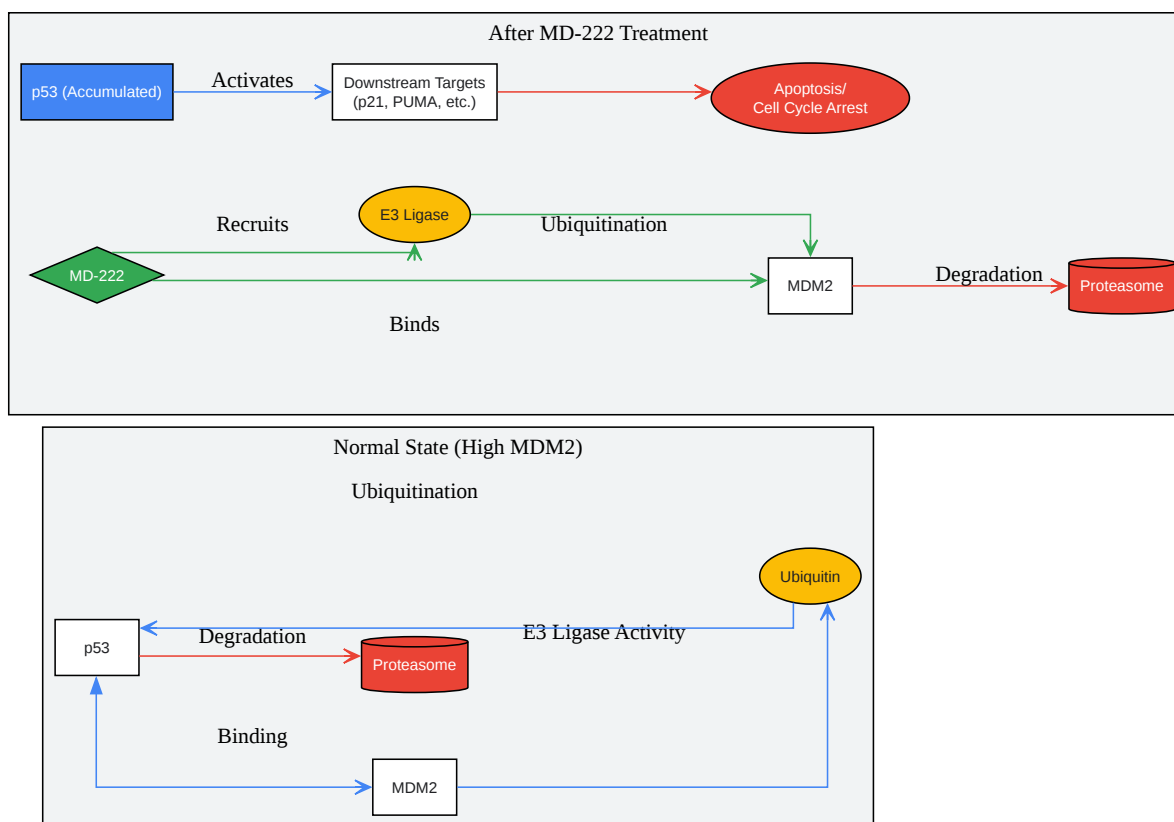 After MD-222 Treatment
p53 (Accumulated)
Activates
Downstream Targets
(p21, PUMA, etc.)
Apoptosis/
Cell Cycle Arrest
E3 Ligase
Recruits
Ubiquitination
MD-222
MDM2
Degradation
Proteasome
Binds
Normal State (High MDM2)
Ubiquitination
Ubiquitin
p53
Degradation
E3 Ligase Activity
Proteasome
Binding
MDM2